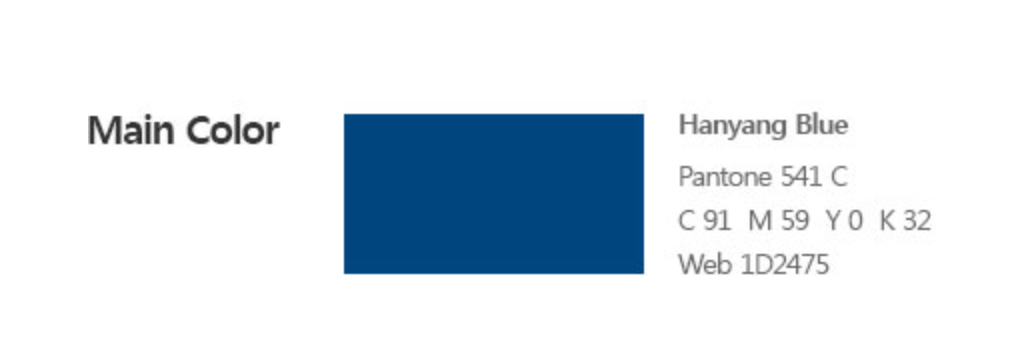 Main Color
Hanyang Blue
Pantone 541 C
C 91 M 59 Y 0 K 32
Web 1D2475